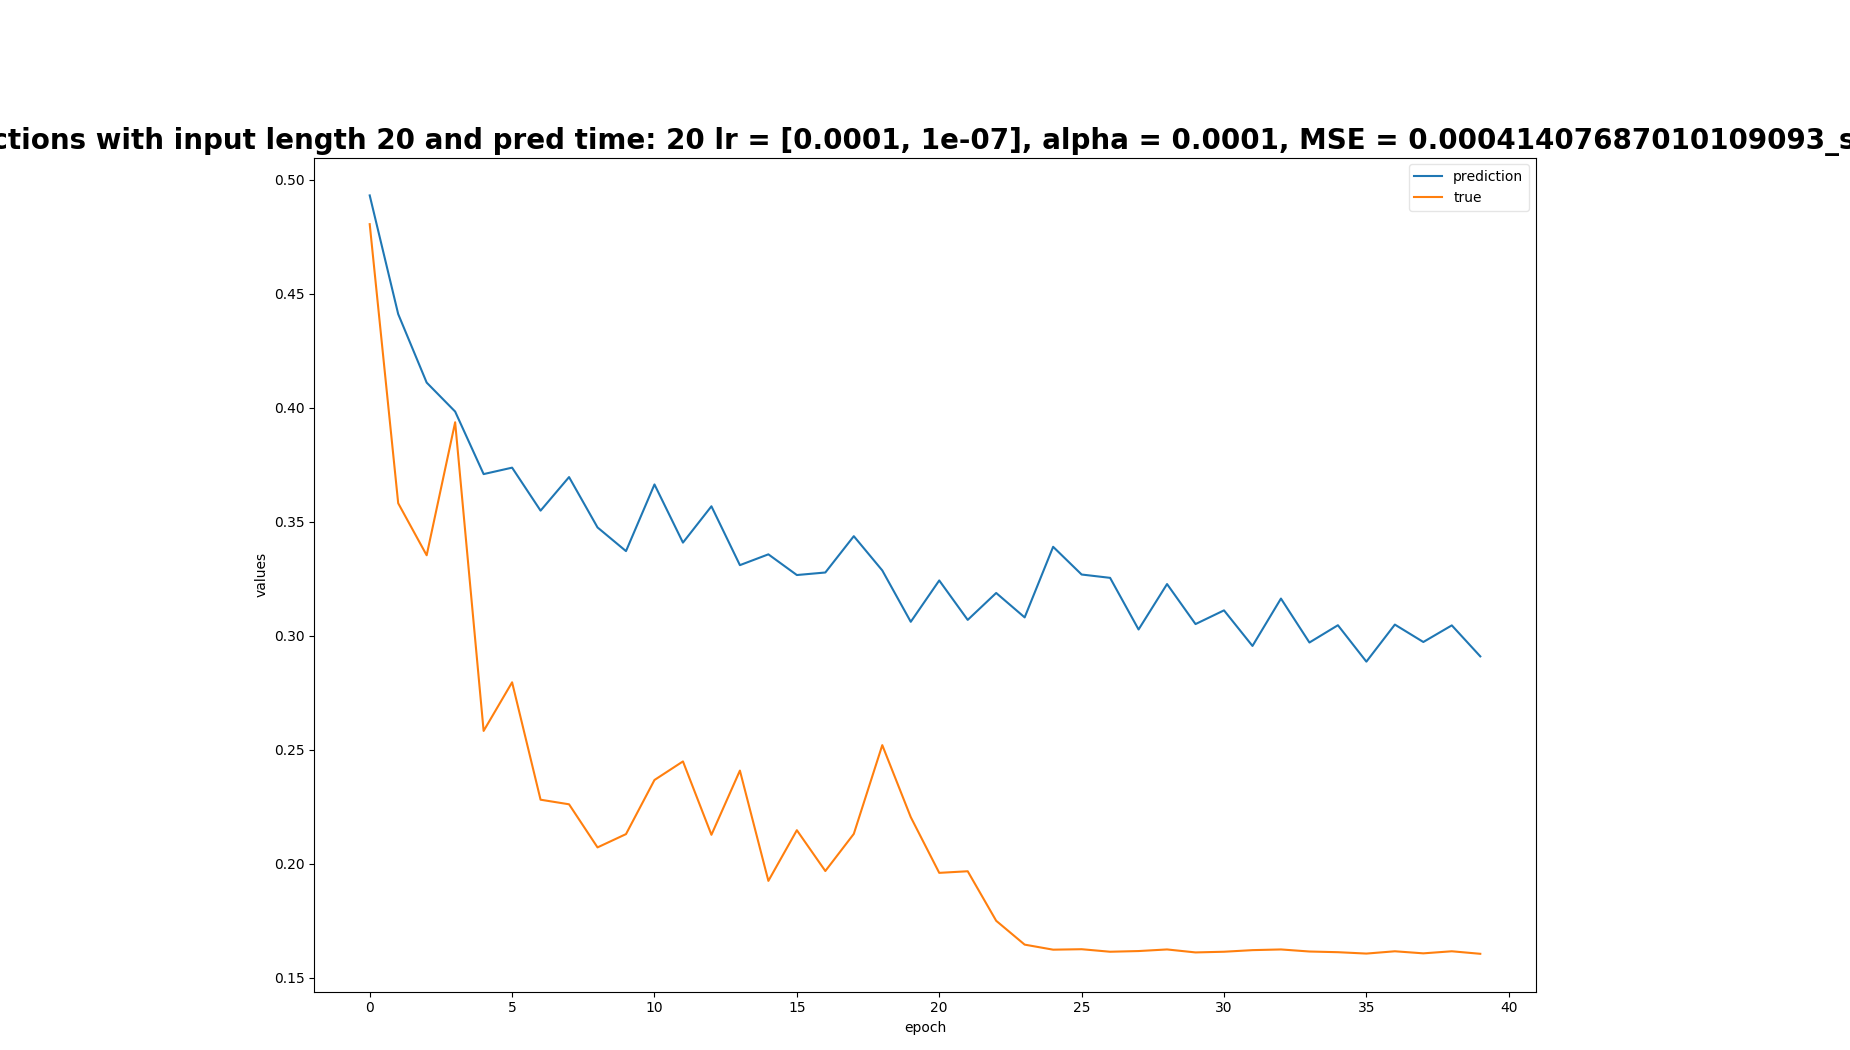 ctions with input length 20 and pred time: 20 lr = [0.0001, 1e-07], alpha = 0.0001, MSE = 0.00041407687010109093_s
prediction
true
0.50
0.45
0.40
0.35
0.30
0.25
0.20
0.15
values
0 5 10 15 20 25 30 35 40
epoch